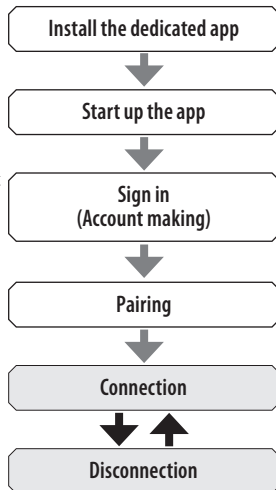 Install the dedicated app
Start up the app
Sign in
(Account making)
Pairing
Connection
Disconnection